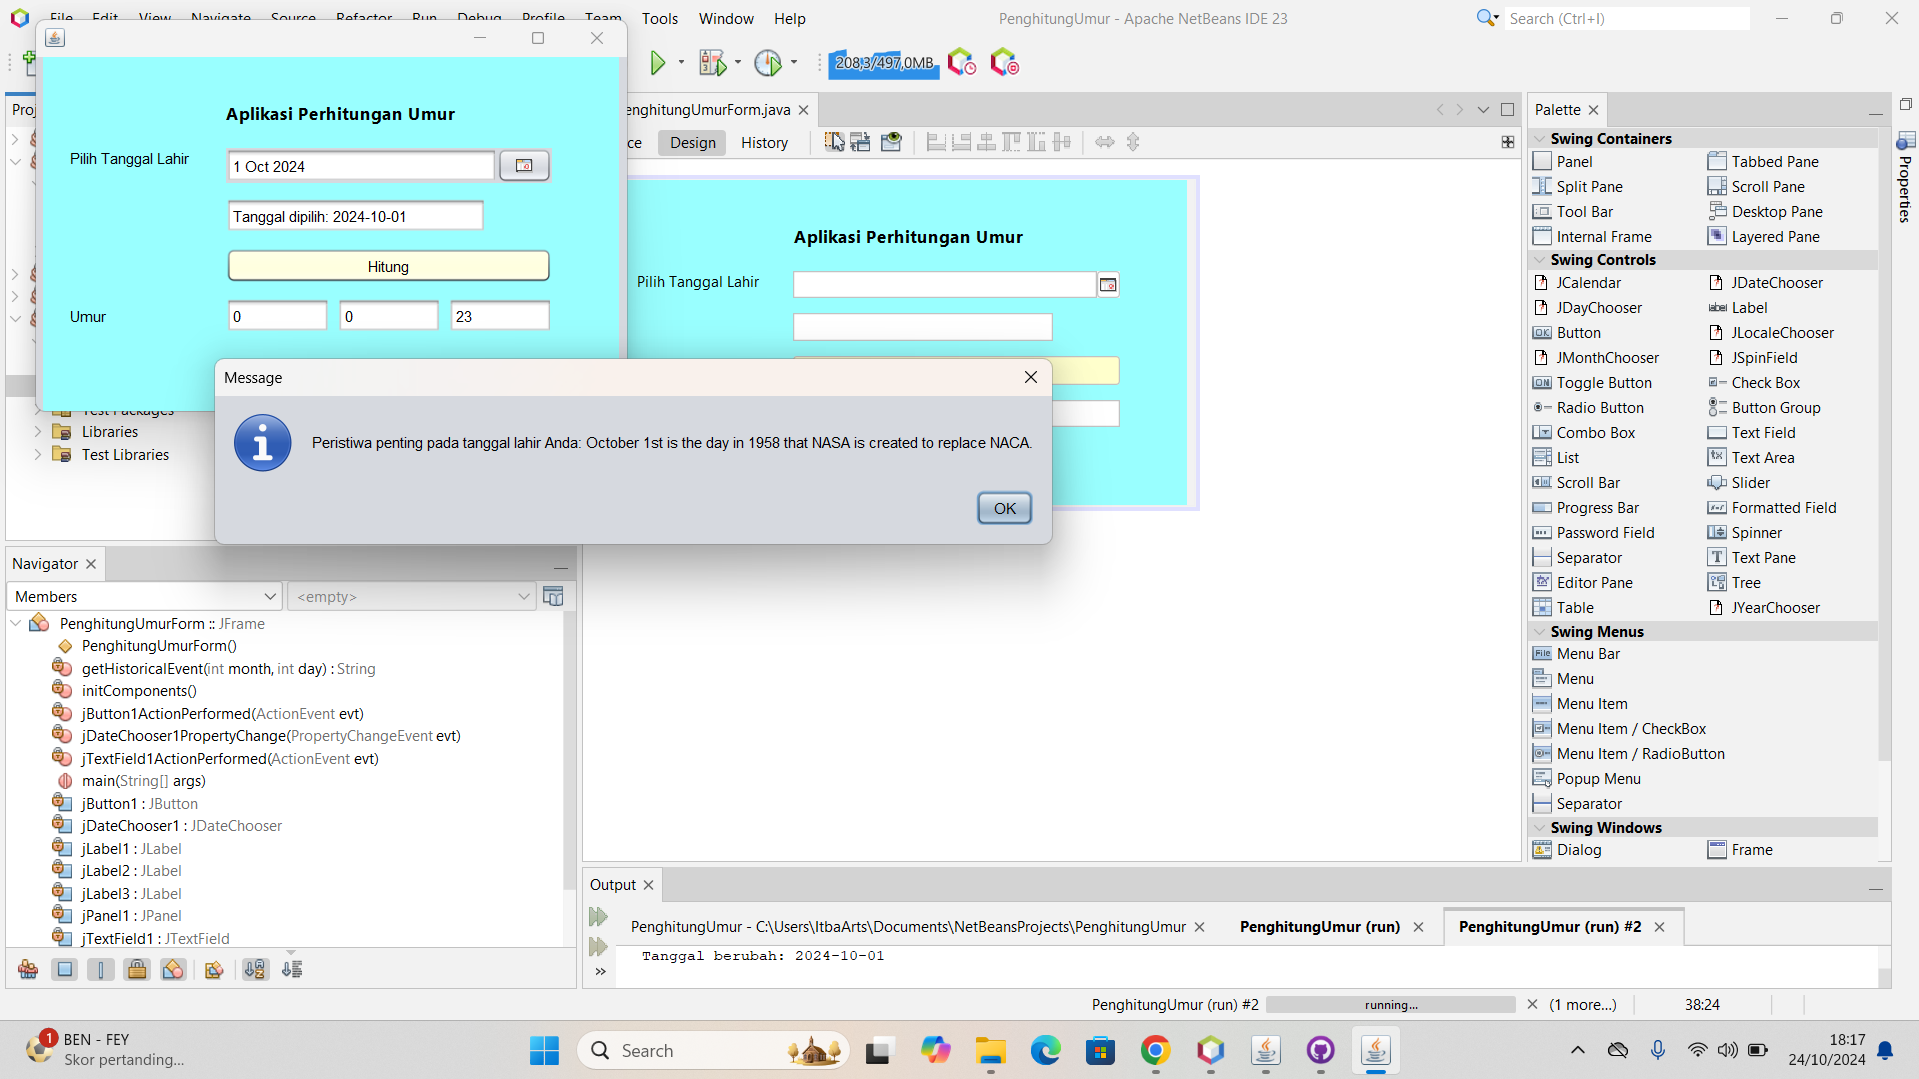 File Edit View Navigate Source Refactor Run Debug Profile Team Tools Window Help
PenghitungUmur - Apache NetBeans IDE 23
Search (Ctrl+I)
208,3/497,0MB
Proj
enghitungUmurForm.java
ce Design History
Aplikasi Perhitungan Umur
Pilih Tanggal Lahir
1 Oct 2024
Tanggal dipilih: 2024-10-01
Hitung
Umur
0
0
23
Aplikasi Perhitungan Umur
Pilih Tanggal Lahir
Message
Peristiwa penting pada tanggal lahir Anda: October 1st is the day in 1958 that NASA is created to replace NACA.
OK
Test Packages
Libraries
Test Libraries
Navigator
Members
<empty>
PenghitungUmurForm :: JFrame
PenghitungUmurForm()
getHistoricalEvent(int month, int day) : String
initComponents()
jButton1ActionPerformed(ActionEvent evt)
jDateChooser1PropertyChange(PropertyChangeEvent evt)
jTextField1ActionPerformed(ActionEvent evt)
main(String[] args)
jButton1 : JButton
jDateChooser1 : JDateChooser
jLabel1 : JLabel
jLabel2 : JLabel
jLabel3 : JLabel
jPanel1 : JPanel
jTextField1 : JTextField
Palette
Swing Containers
Panel Tabbed Pane
Split Pane Scroll Pane
Tool Bar Desktop Pane
Internal Frame Layered Pane
Swing Controls
JCalendar JDateChooser
JDayChooser Label
Button JLocaleChooser
JMonthChooser JSpinField
Toggle Button Check Box
Radio Button Button Group
Combo Box Text Field
List Text Area
Scroll Bar Slider
Progress Bar Formatted Field
Password Field Spinner
Separator Text Pane
Editor Pane Tree
Table JYearChooser
Swing Menus
Menu Bar
Menu
Menu Item
Menu Item / CheckBox
Menu Item / RadioButton
Popup Menu
Separator
Swing Windows
Dialog Frame
Properties
Output
PenghitungUmur - C:\Users\ItbaArts\Documents\NetBeansProjects\PenghitungUmur
PenghitungUmur (run)
PenghitungUmur (run) #2
Tanggal berubah: 2024-10-01
PenghitungUmur (run) #2
running...
(1 more...)
38:24
1
BEN - FEY
Skor pertanding...
Search
18:17
24/10/2024